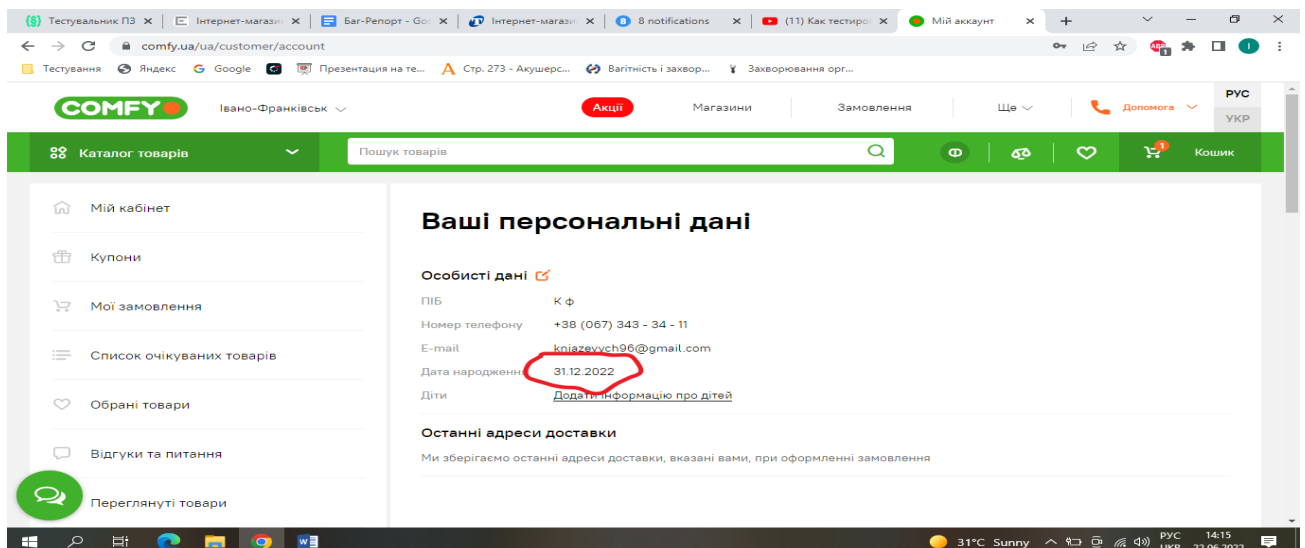 Тестувальник ПЗ
Інтернет-магази
Баг-Репорт - Goo
Інтернет-магази
8 notifications
(11) Как тестиро
Мій аккаунт
comfy.ua/ua/customer/account
Тестування
Яндекс
Google
Презентация на те...
Стр. 273 - Акушерс...
Вагітність і захвор...
Захворювання орг...
COMFY
Івано-Франківськ
Акції
Магазини
Замовлення
Ще
Допомога
РУС
УКР
Каталог товарів
Пошук товарів
Ф
1
Кошик
Мій кабінет
Купони
Мої замовлення
Список очікуваних товарів
Обрані товари
Відгуки та питання
Переглянуті товари
Ваші персональні дані
Особисті дані
ПІБ К ф
Номер телефону +38 (067) 343 - 34 - 11
E-mail knjazevych96@gmail.com
Дата народження 31.12.2022
Діти Додати інформацію про дітей
Останні адреси доставки
Ми зберігаємо останні адреси доставки, вказані вами, при оформленні замовлення
31°C Sunny
РУС
УКР
14:15
22.06.2022